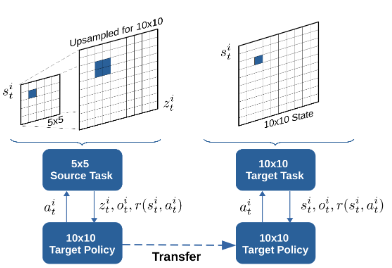 Upsampled for 10x10
s_t^i
5x5
z_t^i
s_t^i
10x10 State
5x5
Source Task
10x10
Target Task
a_t^i
z_t^i, o_t^i, r(s_t^i, a_t^i)
a_t^i
s_t^i, o_t^i, r(s_t^i, a_t^i)
10x10
Target Policy
Transfer
10x10
Target Policy